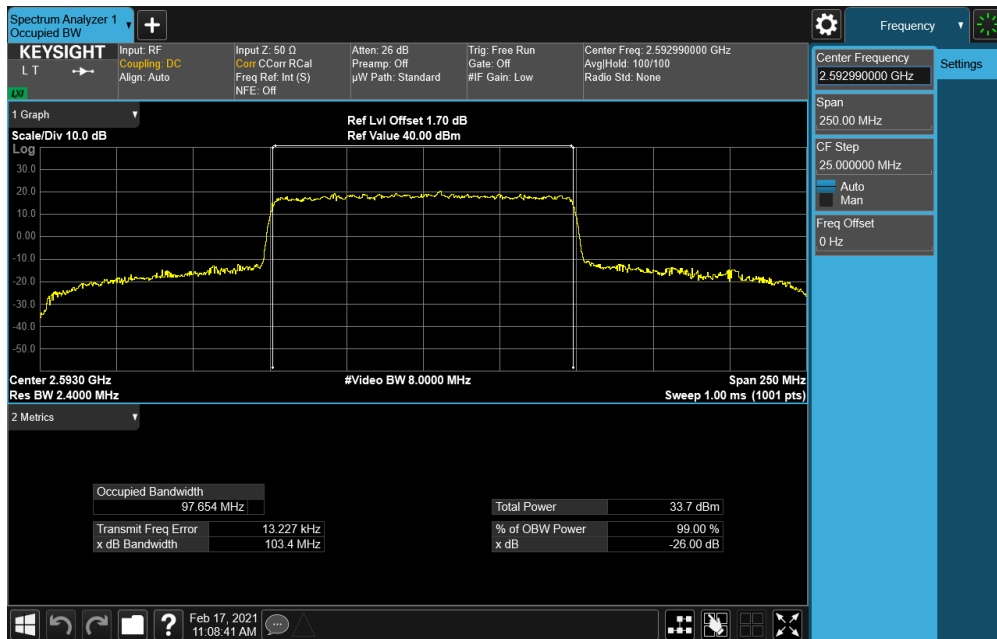 Spectrum Analyzer 1
Occupied BW
Frequency
KEYSIGHT
L T
LXI
Input: RF
Coupling: DC
Align: Auto
Input Z: 50 Ω
Corr CCorr RCal
Freq Ref: Int (S)
NFE: Off
Atten: 26 dB
Preamp: Off
µW Path: Standard
Trig: Free Run
Gate: Off
#IF Gain: Low
Center Freq: 2.592990000 GHz
Avg|Hold: 100/100
Radio Std: None
Center Frequency
2.592990000 GHz
Settings
Span
250.00 MHz
CF Step
25.000000 MHz
Auto
Man
Freq Offset
0 Hz
1 Graph
Scale/Div 10.0 dB
Ref Lvl Offset 1.70 dB
Ref Value 40.00 dBm
Log
30.0
20.0
10.0
0.00
-10.0
-20.0
-30.0
-40.0
-50.0
Center 2.5930 GHz
#Video BW 8.0000 MHz
Span 250 MHz
Res BW 2.4000 MHz
Sweep 1.00 ms (1001 pts)
2 Metrics
Occupied Bandwidth
97.654 MHz
Transmit Freq Error 13.227 kHz
x dB Bandwidth 103.4 MHz
Total Power 33.7 dBm
% of OBW Power 99.00 %
x dB -26.00 dB
Feb 17, 2021
11:08:41 AM